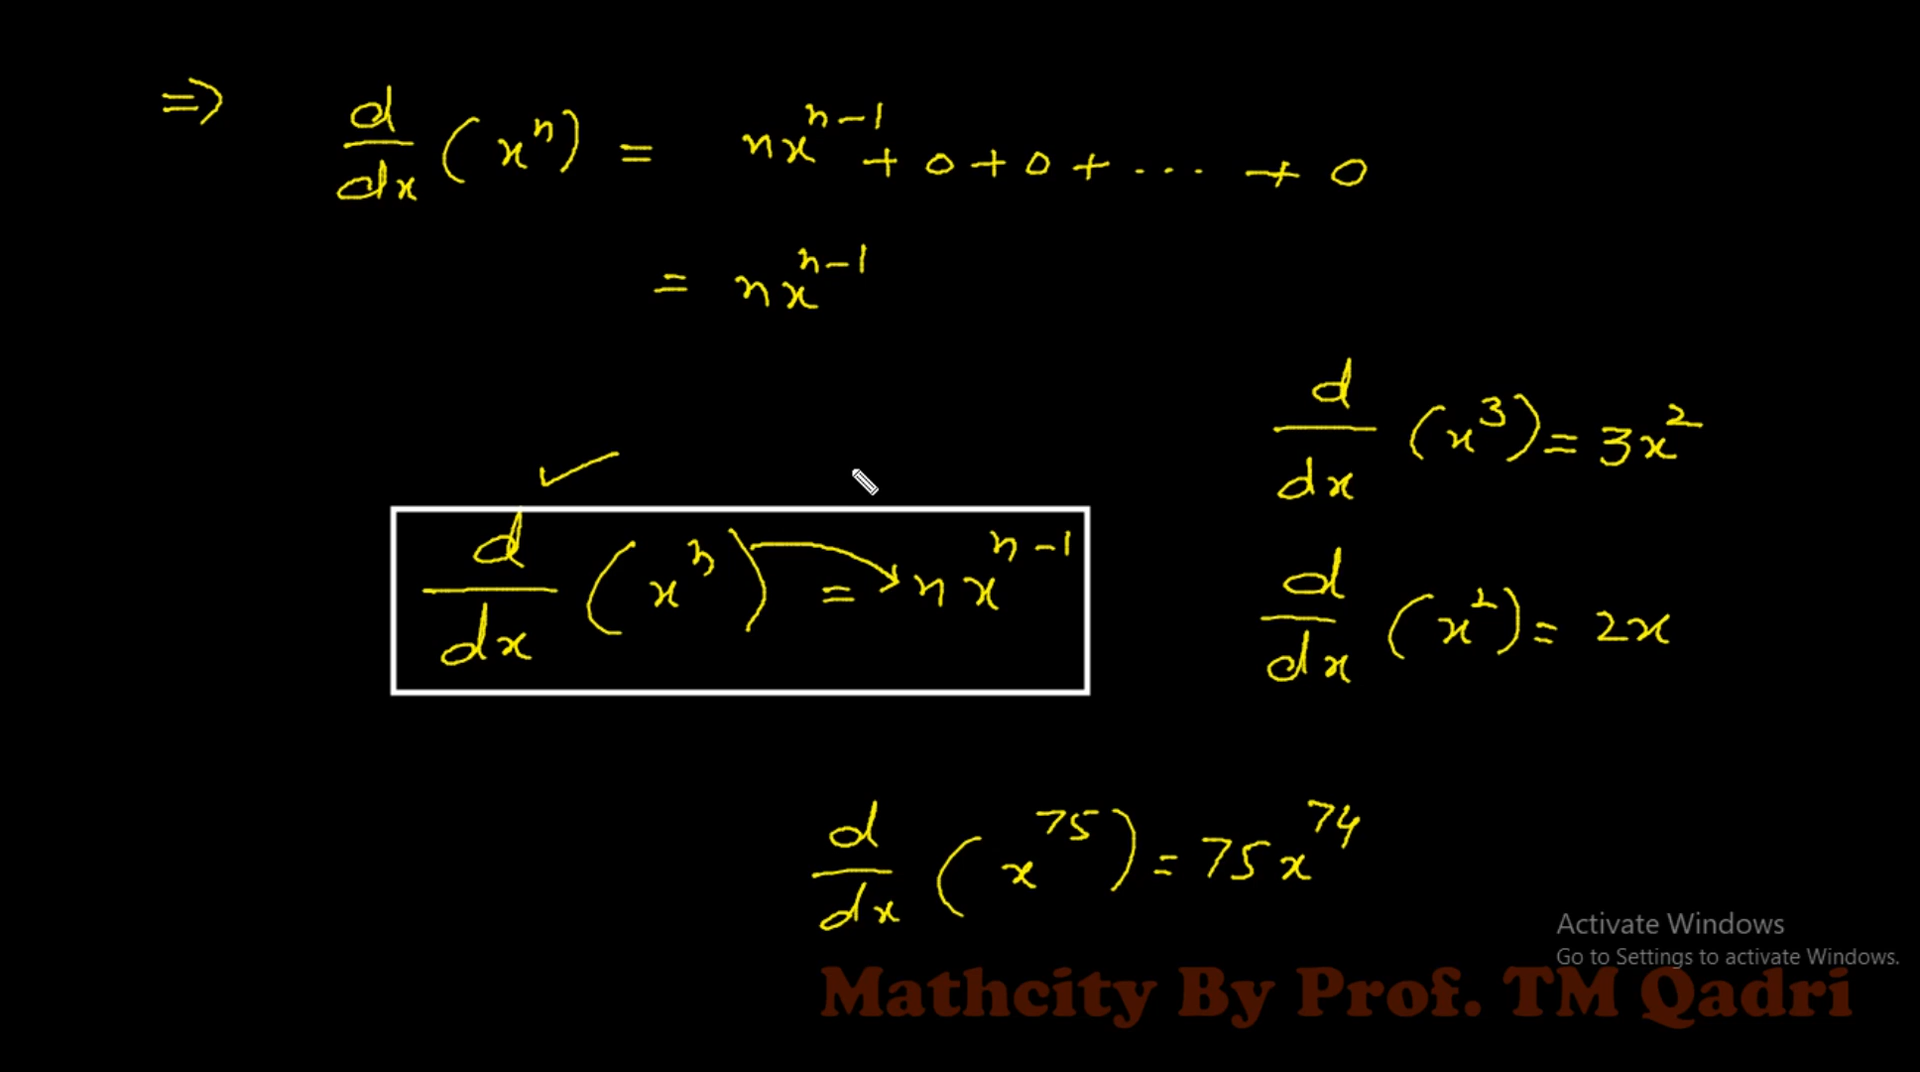 ⇒ d/dx (xⁿ) = nxⁿ⁻¹ + 0 + 0 + ... + 0
= nxⁿ⁻¹
d/dx (x³) = 3x²
✓
d/dx (xⁿ) = nxⁿ⁻¹
d/dx (x²) = 2x
d/dx (x⁷⁵) = 75x⁷⁴
Activate Windows
Go to Settings to activate Windows.
Mathcity By Prof. TM Qadri